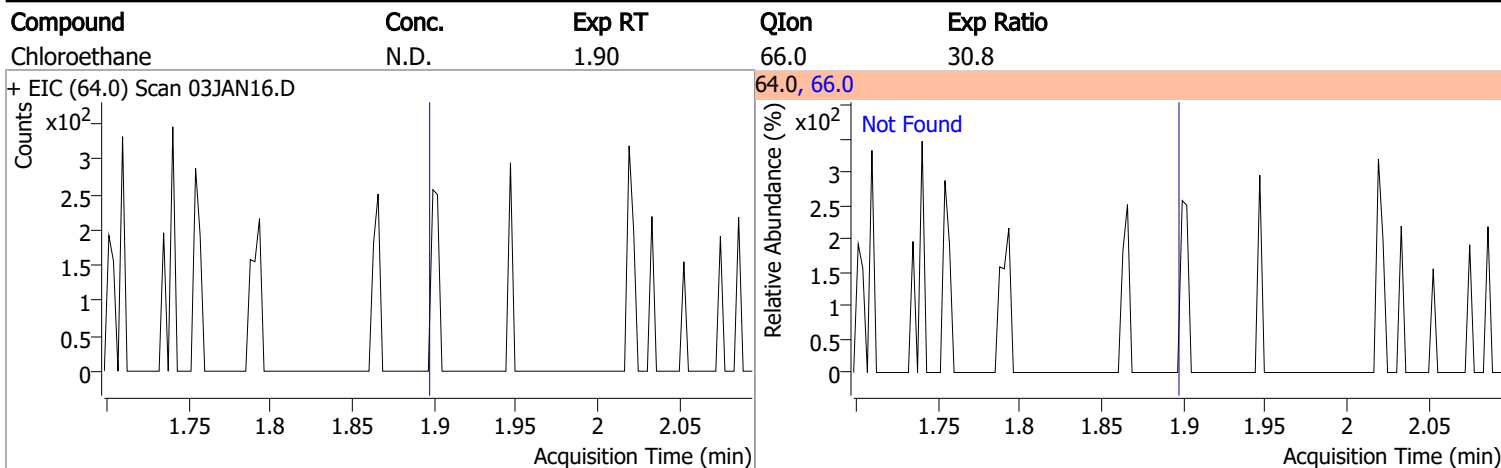 Compound Conc. Exp RT QIon Exp Ratio
Chloroethane N.D. 1.90 66.0 30.8
+ EIC (64.0) Scan 03JAN16.D
Counts
x10²
3
2.5
2
1.5
1
0.5
0
1.75 1.8 1.85 1.9 1.95 2 2.05
Acquisition Time (min)
64.0, 66.0
Relative Abundance (%)
x10²
Not Found
3
2.5
2
1.5
1
0.5
0
1.75 1.8 1.85 1.9 1.95 2 2.05
Acquisition Time (min)